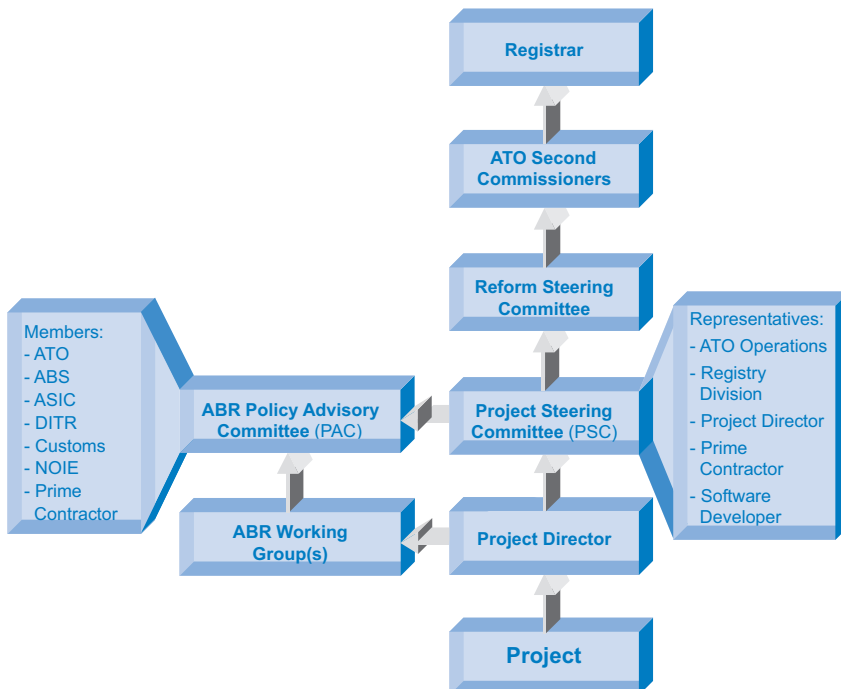 Registrar
ATO Second
Commissioners
Reform Steering
Committee
Members:
- ATO
- ABS
- ASIC
- DITR
- Customs
- NOIE
- Prime
Contractor
ABR Policy Advisory
Committee (PAC)
Project Steering
Committee (PSC)
Representatives:
- ATO Operations
- Registry
Division
- Project Director
- Prime
Contractor
- Software
Developer
ABR Working
Group(s)
Project Director
Project